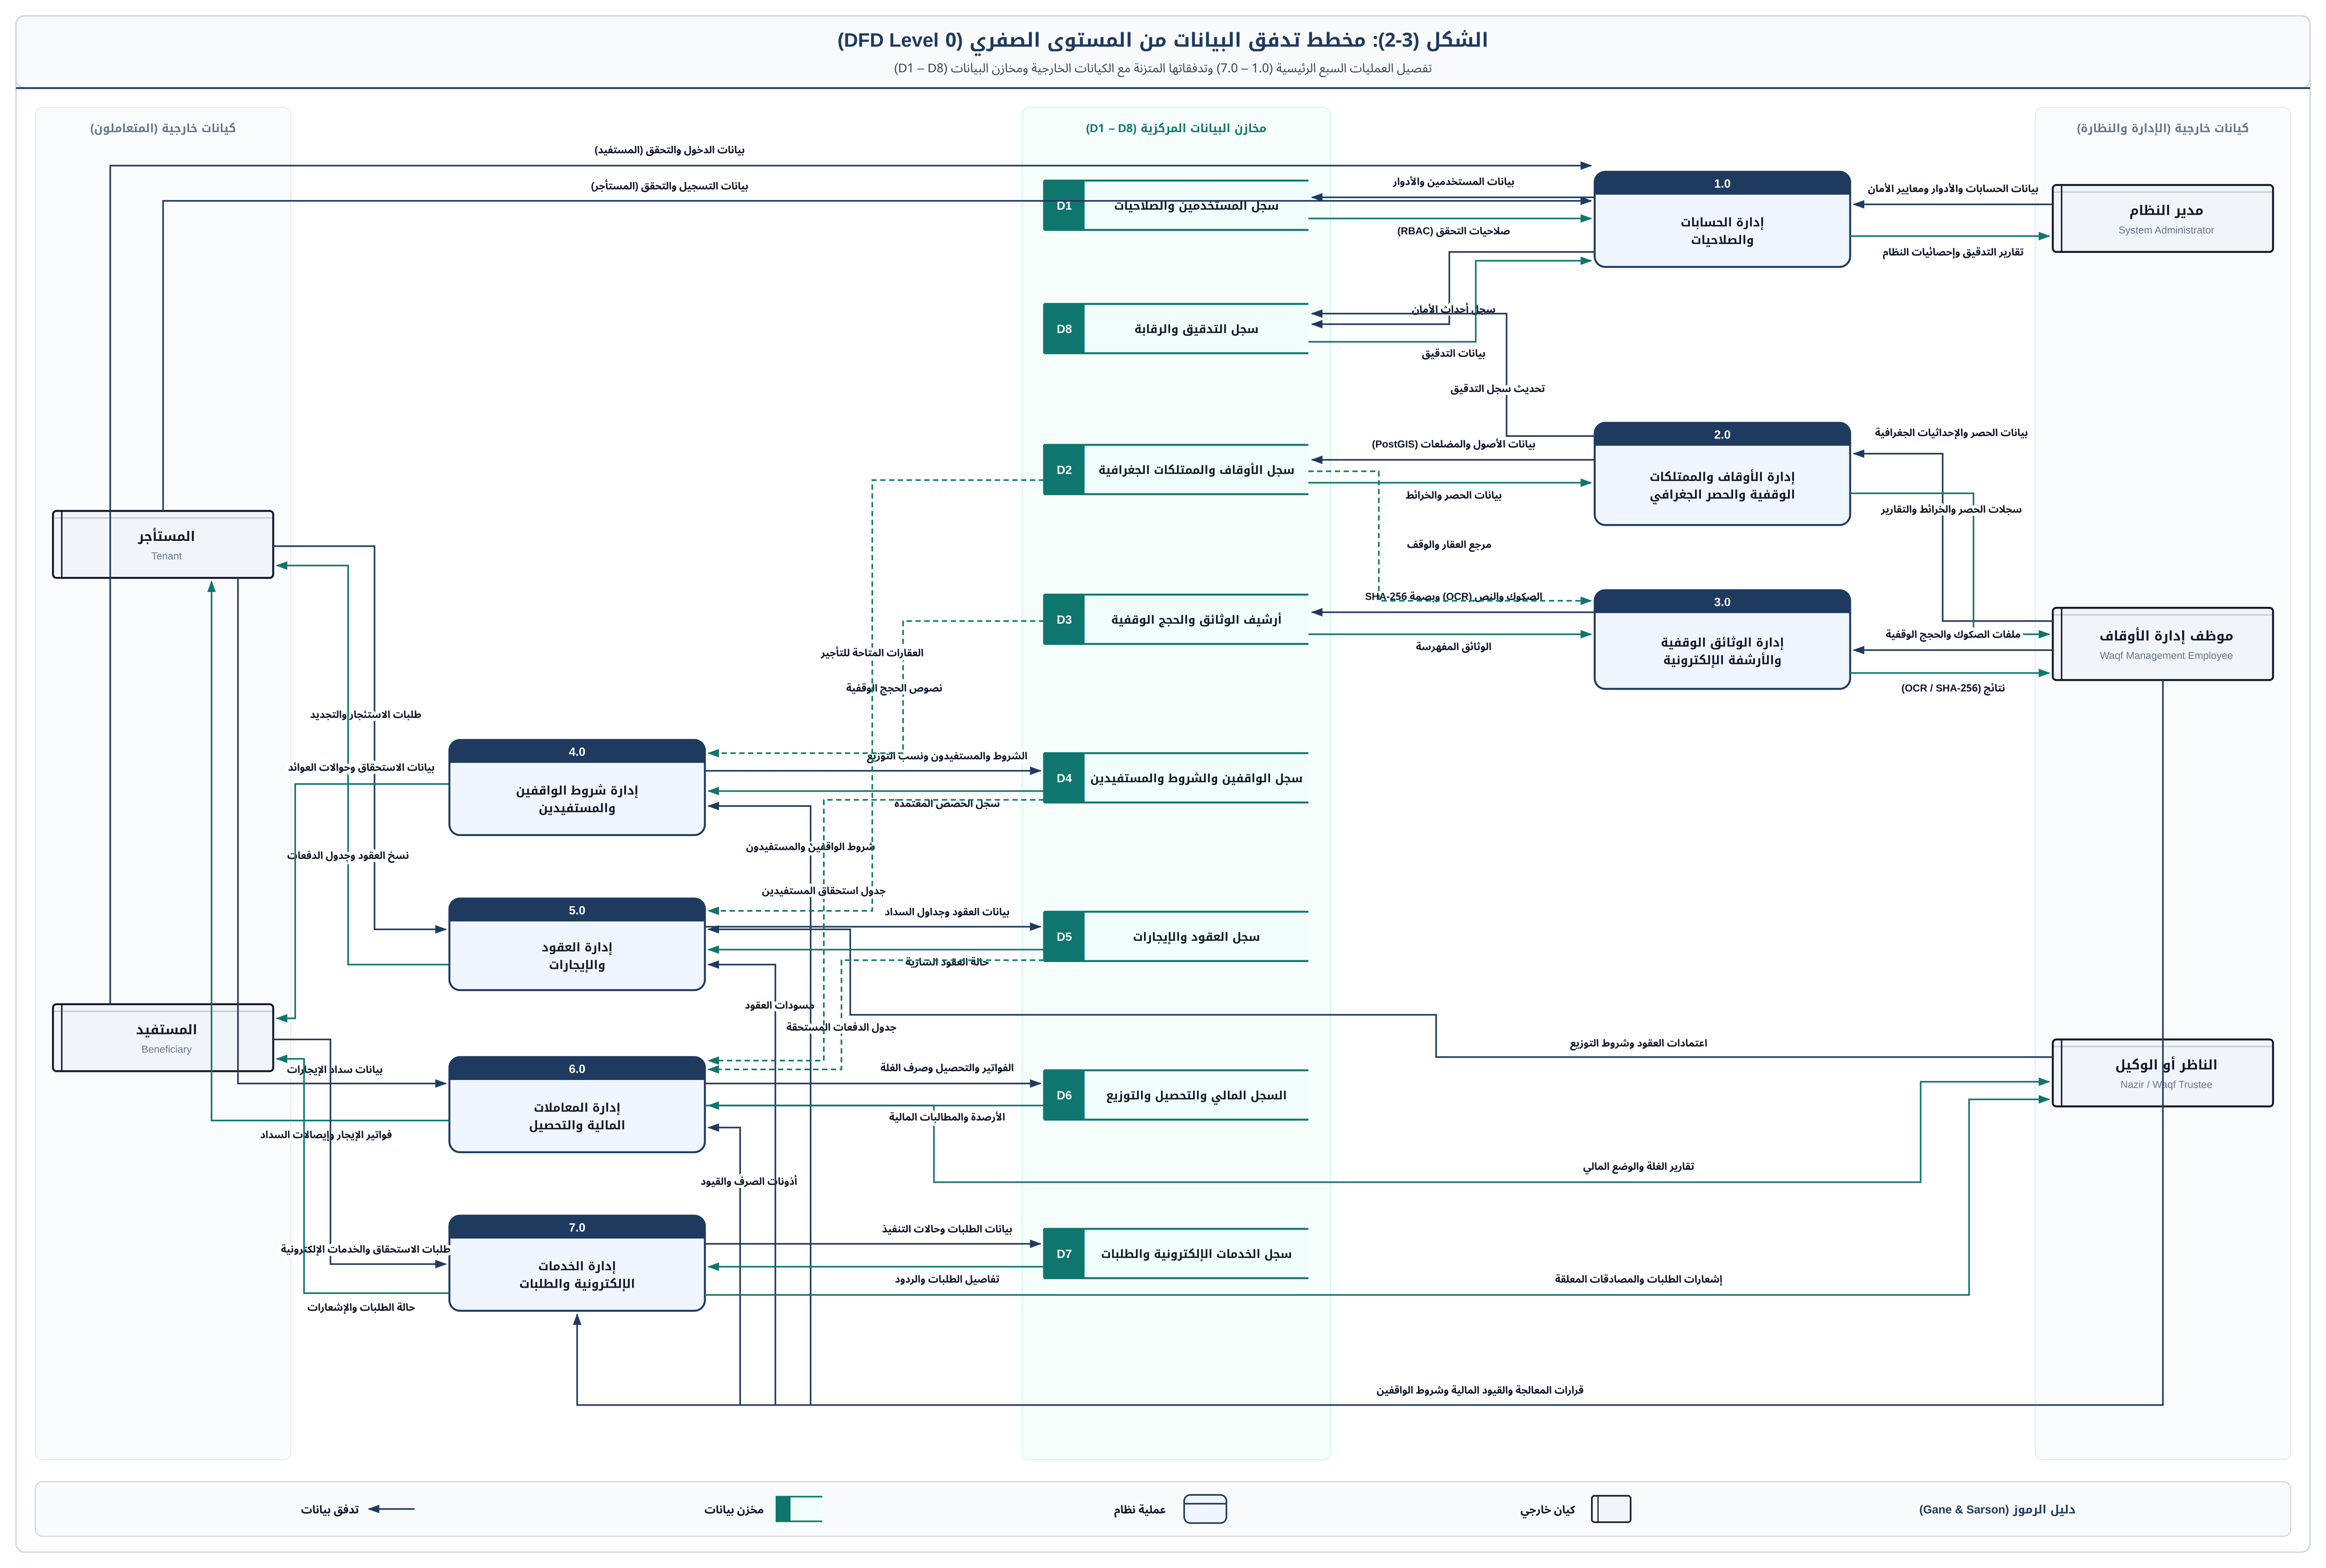 الشكل (3-2): مخطط تدفق البيانات من المستوى الصفري (DFD Level 0)
تفصيل العمليات السبع الرئيسية (1.0 – 7.0) وتدفقاتها المتزنة مع الكيانات الخارجية ومخازن البيانات (D1 – D8)
كيانات خارجية (الإدارة والنظارة)
مخازن البيانات المركزية (D1 – D8)
كيانات خارجية (المتعاملون)
بيانات الدخول والتحقق (المستفيد)
بيانات التسجيل والتحقق (المستأجر)
بيانات المستخدمين والأدوار
بيانات الحسابات والأدوار ومعايير الأمان
مدير النظام
System Administrator
1.0
إدارة الحسابات
والصلاحيات
D1
سجل المستخدمين والصلاحيات
صلاحيات التحقق (RBAC)
تقارير التدقيق وإحصائيات النظام
سجل أحداث الأمان
D8
سجل التدقيق والرقابة
بيانات التدقيق
تحديث سجل التدقيق
بيانات الحصر والإحداثيات الجغرافية
2.0
إدارة الأوقاف والممتلكات
الوقفية والحصر الجغرافي
بيانات الأصول والمضلعات (PostGIS)
D2
سجل الأوقاف والممتلكات الجغرافية
بيانات الحصر والخرائط
سجلات الحصر والخرائط والتقارير
مرجع العقار والوقف
المستأجر
Tenant
الصكوك والنص (OCR) وبصمة SHA-256
3.0
إدارة الوثائق الوقفية
والأرشفة الإلكترونية
D3
أرشيف الوثائق والحجج الوقفية
الوثائق المفهرسة
ملفات الصكوك والحجج الوقفية
موظف إدارة الأوقاف
Waqf Management Employee
نتائج (OCR / SHA-256)
العقارات المتاحة للتأجير
نصوص الحجج الوقفية
طلبات الاستئجار والتجديد
4.0
إدارة شروط الواقفين
والمستفيدين
الشروط والمستفيدون ونسب التوزيع
بيانات الاستحقاق وحوالات العوائد
D4
سجل الواقفين والشروط والمستفيدين
سجل الحصص المعتمدة
شروط الواقفين والمستفيدون
نسخ العقود وجدول الدفعات
جدول استحقاق المستفيدين
5.0
إدارة العقود
والإيجارات
بيانات العقود وجداول السداد
D5
سجل العقود والإيجارات
حالة العقود السارية
مسودات العقود
جدول الدفعات المستحقة
المستفيد
Beneficiary
اعتمادات العقود وشروط التوزيع
الناظر أو الوكيل
Nazir / Waqf Trustee
بيانات سداد الإيجارات
6.0
إدارة المعاملات
المالية والتحصيل
الفواتير والتحصيل وصرف الغلة
D6
السجل المالي والتحصيل والتوزيع
الأرصدة والمطالبات المالية
فواتير الإيجار وإيصالات السداد
تقارير الغلة والوضع المالي
أذونات الصرف والقيود
7.0
إدارة الخدمات
الإلكترونية والطلبات
بيانات الطلبات وحالات التنفيذ
طلبات الاستحقاق والخدمات الإلكترونية
D7
سجل الخدمات الإلكترونية والطلبات
تفاصيل الطلبات والردود
إشعارات الطلبات والمصادقات المعلقة
حالة الطلبات والإشعارات
قرارات المعالجة والقيود المالية وشروط الواقفين
دليل الرموز (Gane & Sarson)
كيان خارجي
عملية نظام
مخزن بيانات
تدفق بيانات